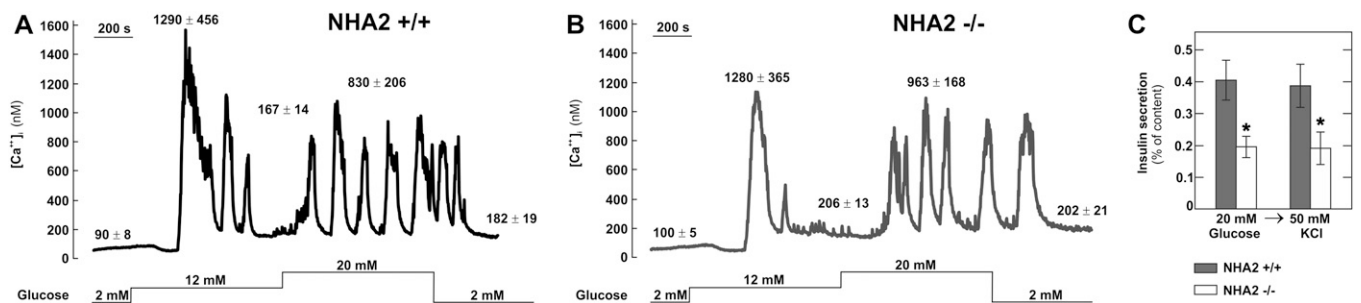 A
NHA2 +/+
200 s
1290 ± 456
830 ± 206
167 ± 14
90 ± 8
182 ± 19
[Ca⁺⁺]ᵢ (nM)
1600
1400
1200
1000
800
600
400
200
0
Glucose
2 mM
12 mM
20 mM
2 mM
B
NHA2 -/-
200 s
1280 ± 365
963 ± 168
206 ± 13
100 ± 5
202 ± 21
[Ca⁺⁺]ᵢ (nM)
1600
1400
1200
1000
800
600
400
200
0
Glucose
2 mM
12 mM
20 mM
2 mM
C
Insulin secretion
(% of content)
0.5
0.4
0.3
0.2
0.1
0
*
*
20 mM → 50 mM
Glucose KCl
NHA2 +/+
NHA2 -/-